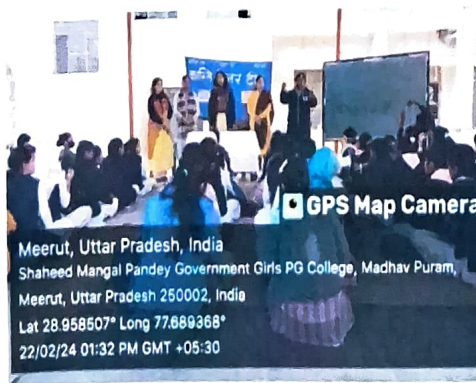 GPS Map Camera
Meerut, Uttar Pradesh, India
Shaheed Mangal Pandey Government Girls PG College, Madhav Puram,
Meerut, Uttar Pradesh 250002, India
Lat 28.958507° Long 77.689368°
22/02/24 01:32 PM GMT +05:30